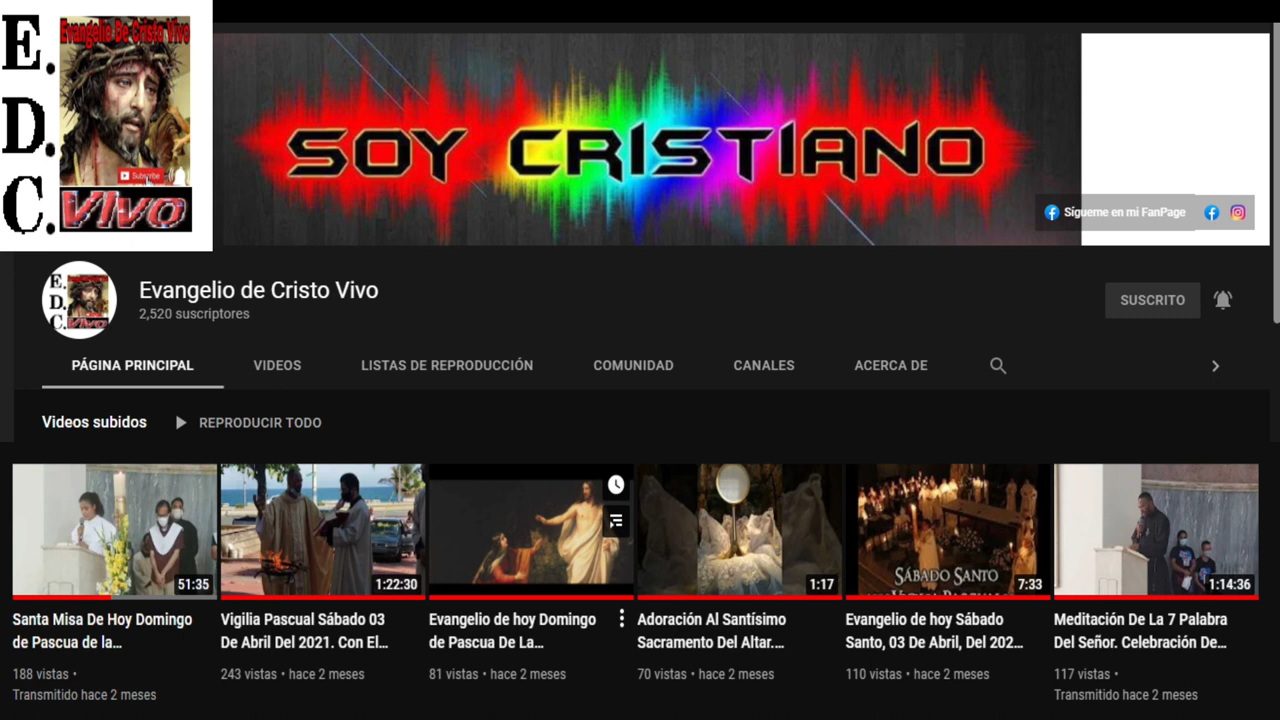 E.
D.
C.
Evangelio De Cristo Vivo
Subscribe
Vivo
SOY CRISTIANO
Sígueme en mi FanPage
E.
D.
C.
Vivo
Evangelio de Cristo Vivo
2,520 suscriptores
SUSCRITO
PÁGINA PRINCIPAL VIDEOS LISTAS DE REPRODUCCIÓN COMUNIDAD CANALES ACERCA DE
Videos subidos REPRODUCIR TODO
51:35
1:22:30
1:17
SÁBADO SANTO
7:33
1:14:36
Santa Misa De Hoy Domingo
de Pascua de la...
188 vistas •
Transmitido hace 2 meses
Vigilia Pascual Sábado 03
De Abril Del 2021. Con El...
243 vistas • hace 2 meses
Evangelio de hoy Domingo
de Pascua De La...
81 vistas • hace 2 meses
Adoración Al Santísimo
Sacramento Del Altar....
70 vistas • hace 2 meses
Evangelio de hoy Sábado
Santo, 03 De Abril, Del 202...
110 vistas • hace 2 meses
Meditación De La 7 Palabra
Del Señor. Celebración De...
117 vistas •
Transmitido hace 2 meses